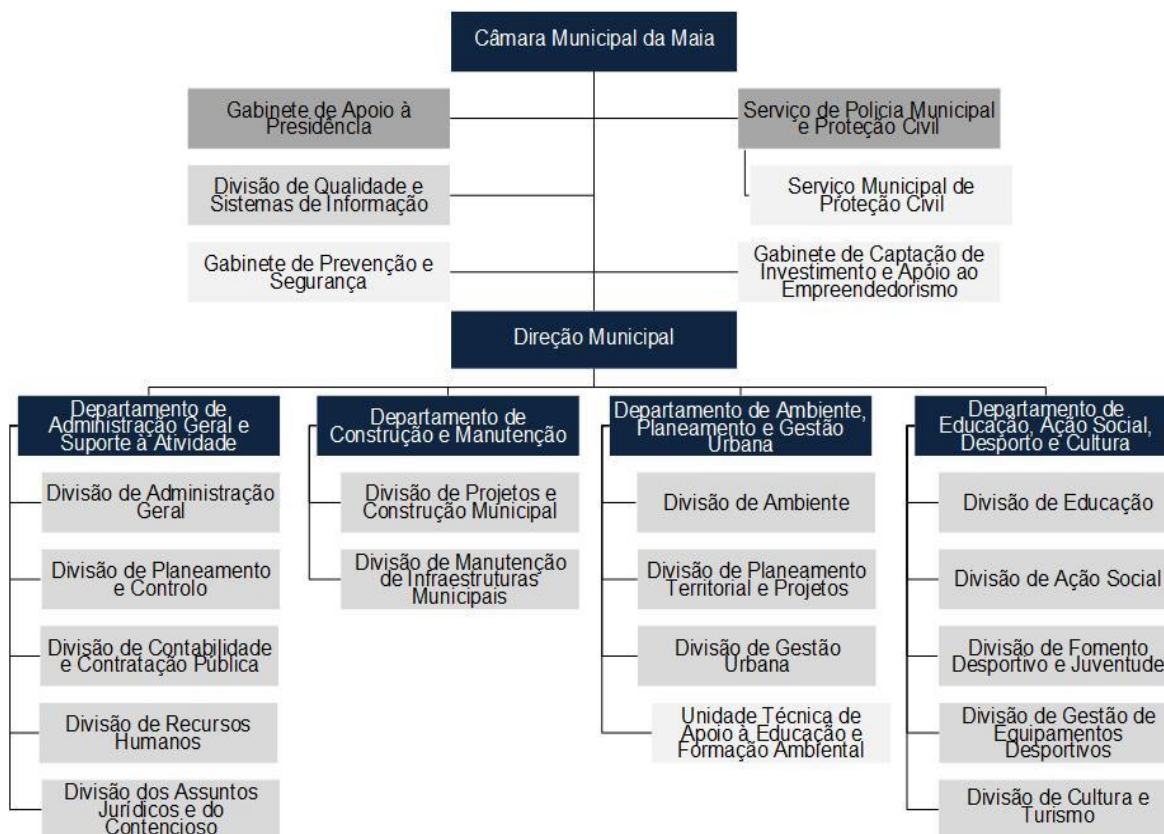 Câmara Municipal da Maia
Gabinete de Apoio à
Presidência
Serviço de Policia Municipal
e Proteção Civil
Divisão de Qualidade e
Sistemas de Informação
Serviço Municipal de
Proteção Civil
Gabinete de Prevenção e
Segurança
Gabinete de Captação de
Investimento e Apoio ao
Empreendedorismo
Direção Municipal
Departamento de
Administração Geral e
Suporte à Atividade
Divisão de Administração
Geral
Divisão de Planeamento
e Controlo
Divisão de Contabilidade
e Contratação Pública
Divisão de Recursos
Humanos
Divisão dos Assuntos
Jurídicos e do
Contencioso
Departamento de
Construção e Manutenção
Divisão de Projetos e
Construção Municipal
Divisão de Manutenção
de Infraestruturas
Municipais
Departamento de Ambiente,
Planeamento e Gestão
Urbana
Divisão de Ambiente
Divisão de Planeamento
Territorial e Projetos
Divisão de Gestão
Urbana
Unidade Técnica de
Apoio à Educação e
Formação Ambiental
Departamento de
Educação, Ação Social,
Desporto e Cultura
Divisão de Educação
Divisão de Ação Social
Divisão de Fomento
Desportivo e Juventude
Divisão de Gestão de
Equipamentos
Desportivos
Divisão de Cultura e
Turismo